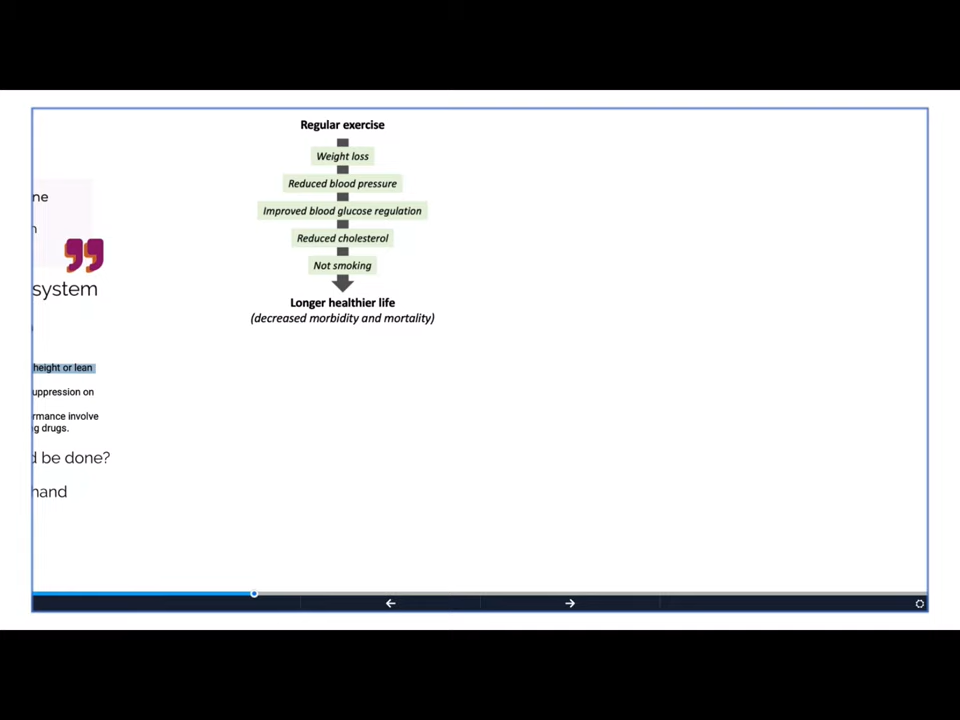 Regular exercise
Weight loss
Reduced blood pressure
Improved blood glucose regulation
Reduced cholesterol
Not smoking
Longer healthier life
(decreased morbidity and mortality)
ne
system
height or lean
uppression on
rmance involve
g drugs.
d be done?
hand